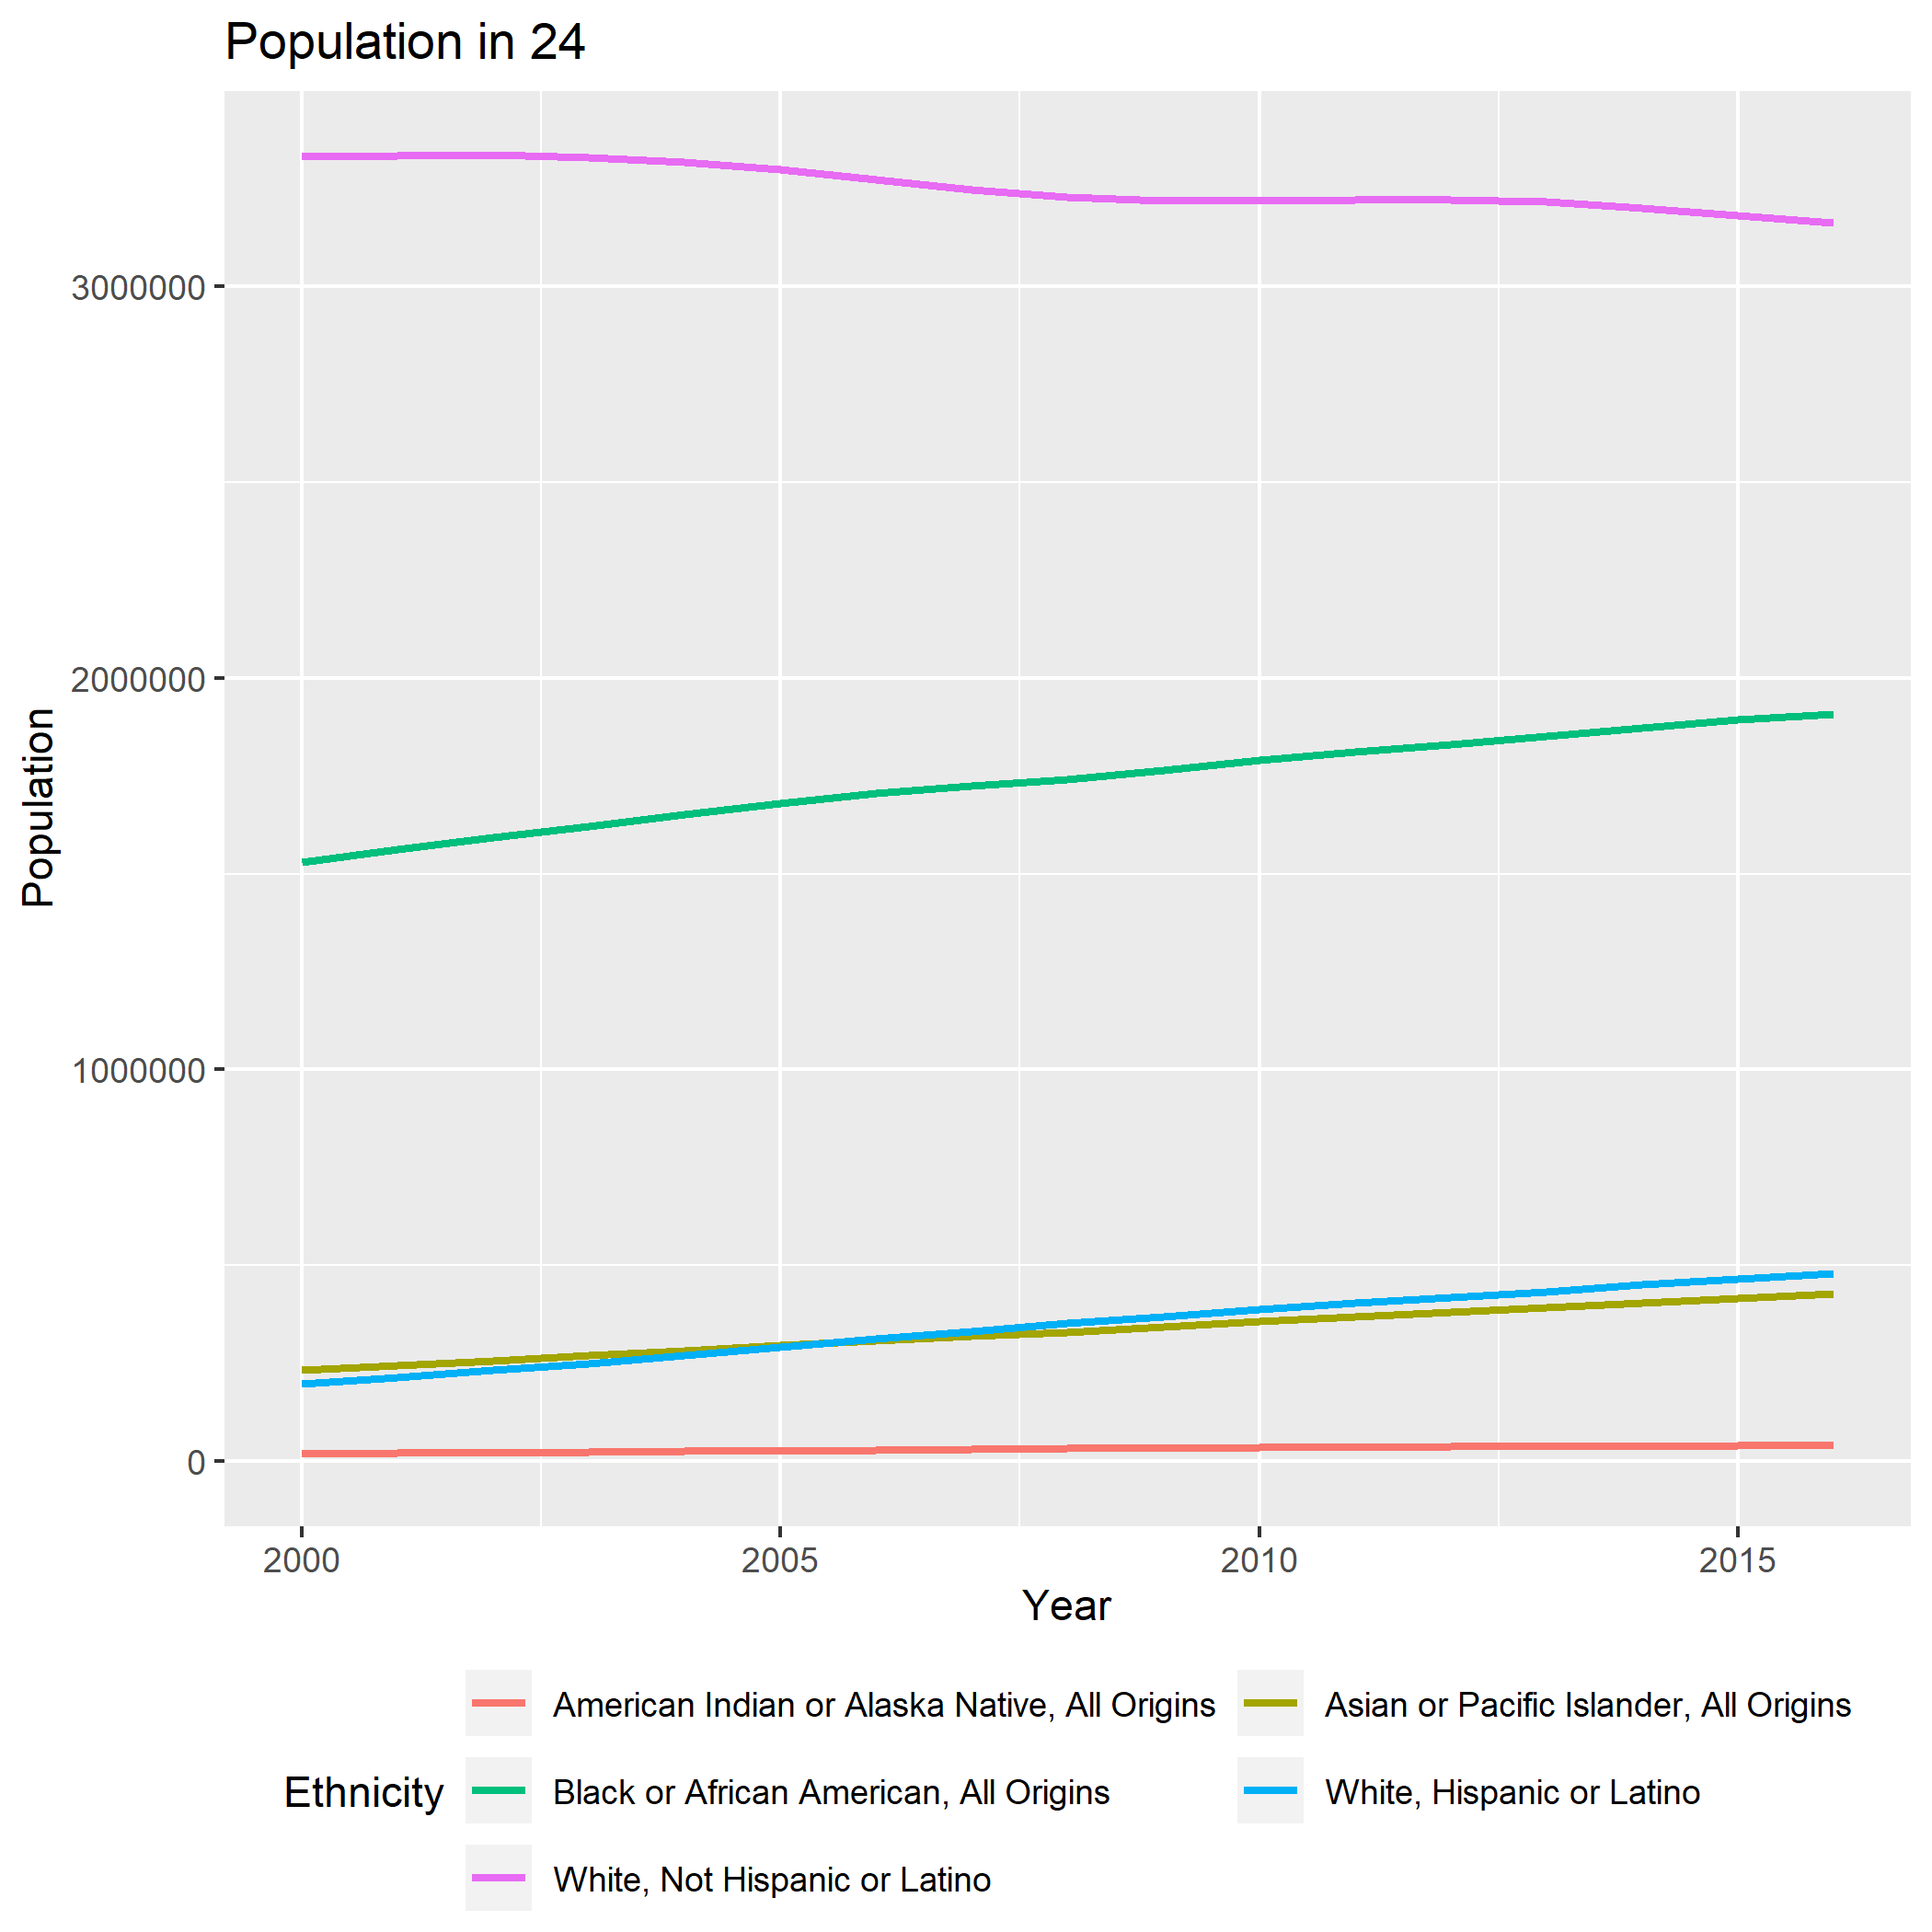 Population in 24
3000000
2000000
1000000
0
Population
2000 2005 2010 2015
Year
Ethnicity
American Indian or Alaska Native, All Origins
Asian or Pacific Islander, All Origins
Black or African American, All Origins
White, Hispanic or Latino
White, Not Hispanic or Latino